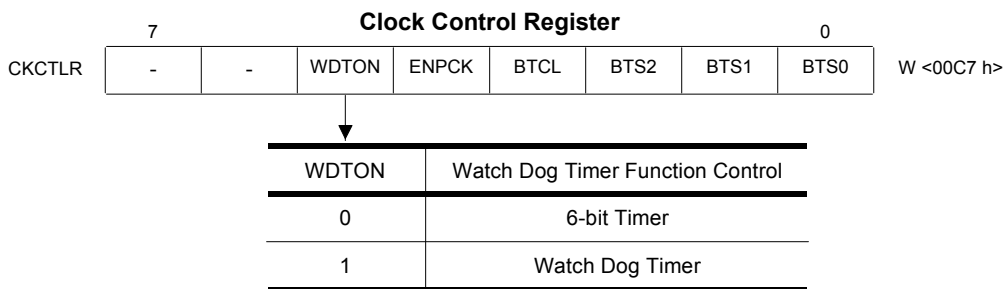 Clock Control Register
7 0
CKCTLR - - WDTON ENPCK BTCL BTS2 BTS1 BTS0 W <00C7 h>
WDTON Watch Dog Timer Function Control
0 6-bit Timer
1 Watch Dog Timer